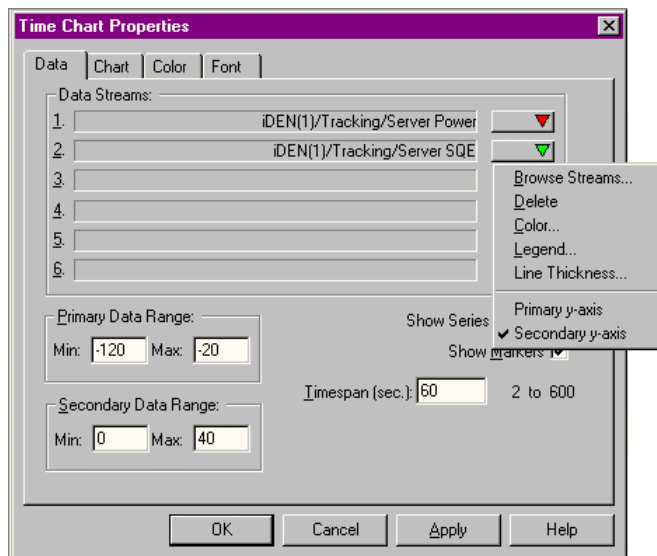 Time Chart Properties
Data Chart Color Font
Data Streams:
1. iDEN(1)/Tracking/Server Power
2. iDEN(1)/Tracking/Server SQE
3.
4.
5.
6.
Browse Streams...
Delete
Color...
Legend...
Line Thickness...
Primary y-axis
Secondary y-axis
Primary Data Range:
Min: -120 Max: -20
Show Series
Show Markers
Timespan (sec.): 60 2 to 600
Secondary Data Range:
Min: 0 Max: 40
OK Cancel Apply Help